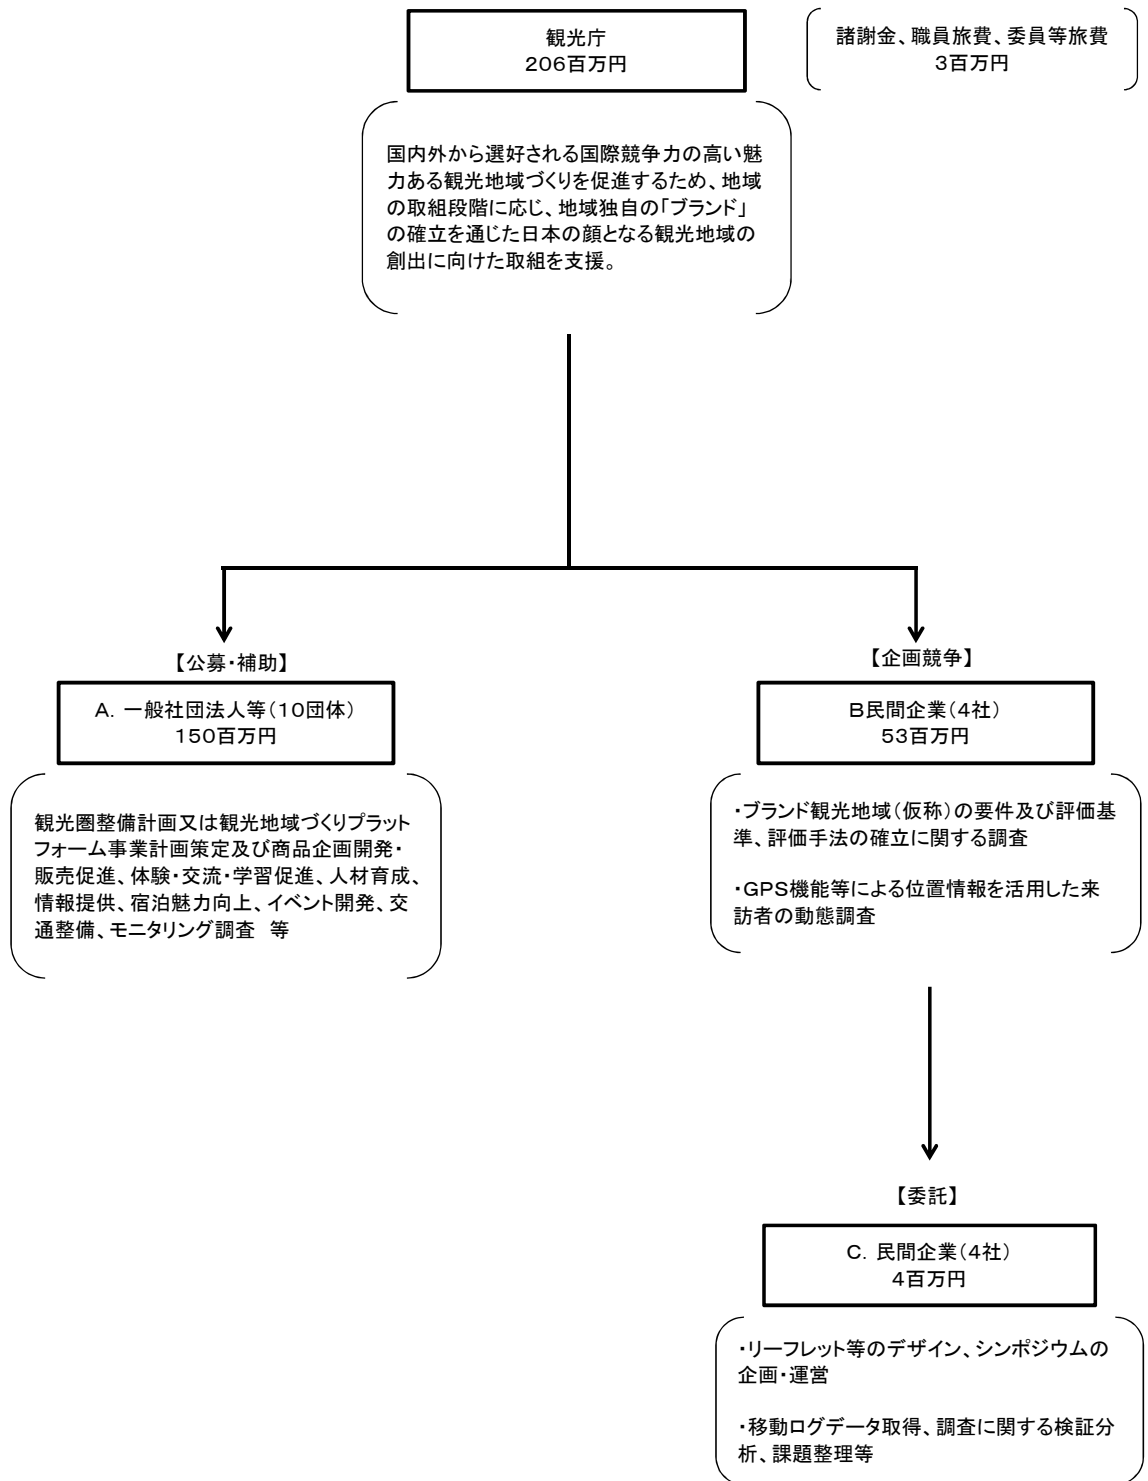 観光庁
206百万円
諸謝金、職員旅費、委員等旅費
3百万円
国内外から選好される国際競争力の高い魅
力ある観光地域づくりを促進するため、地域
の取組段階に応じ、地域独自の「ブランド」
の確立を通じた日本の顔となる観光地域の
創出に向けた取組を支援。
【公募・補助】
A．一般社団法人等（10団体）
150百万円
観光圏整備計画又は観光地域づくりプラット
フォーム事業計画策定及び商品企画開発・
販売促進、体験・交流・学習促進、人材育成、
情報提供、宿泊魅力向上、イベント開発、交
通整備、モニタリング調査　等
【企画競争】
B民間企業（4社）
53百万円
・ブランド観光地域（仮称）の要件及び評価基
準、評価手法の確立に関する調査
・GPS機能等による位置情報を活用した来
訪者の動態調査
【委託】
C．民間企業（4社）
4百万円
・リーフレット等のデザイン、シンポジウムの
企画・運営
・移動ログデータ取得、調査に関する検証分
析、課題整理等